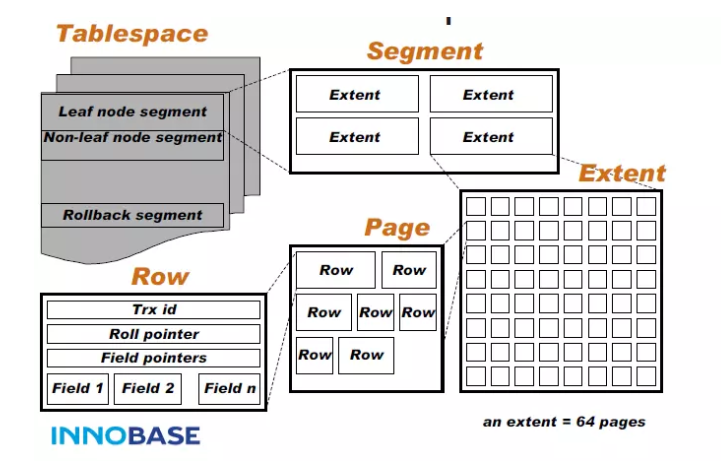 Tablespace
Segment
Leaf node segment
Non-leaf node segment
Rollback segment
Extent Extent
Extent Extent
Extent
Page
Row Row
Row Row Row
Row Row
Row
Trx id
Roll pointer
Field pointers
Field 1 Field 2 Field n
an extent = 64 pages
INNOBASE